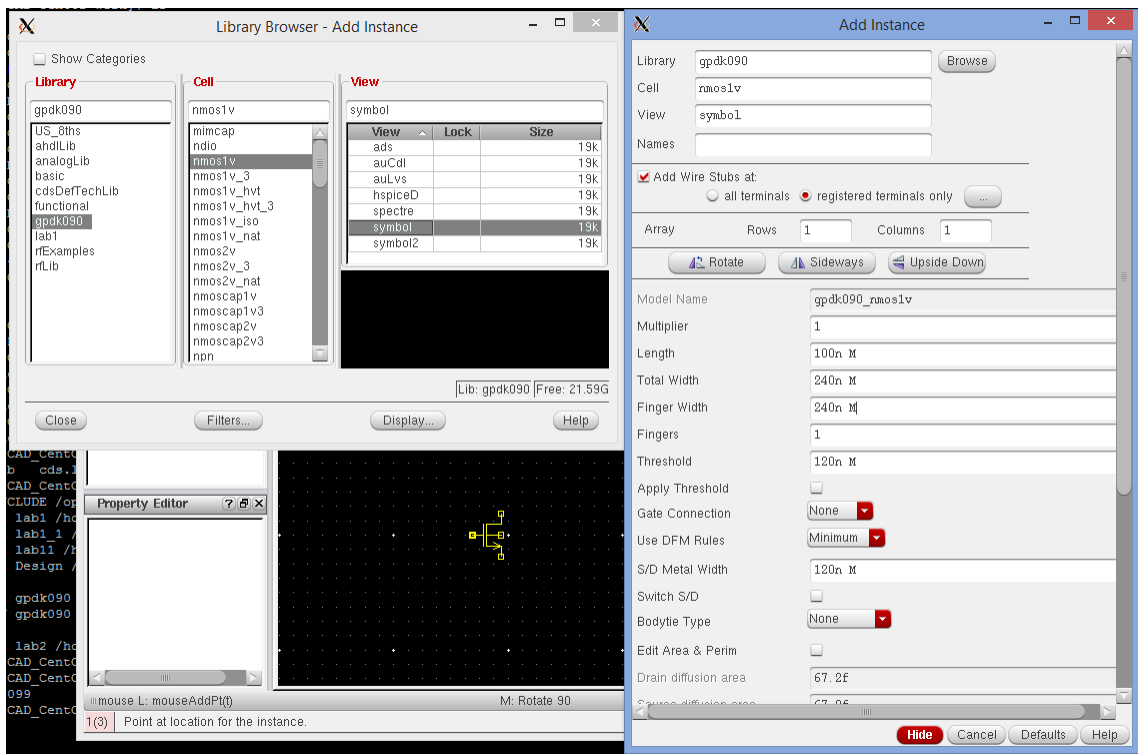 Library Browser - Add Instance
Show Categories
Library
gpdk090
US_8ths
ahdlLib
analogLib
basic
cdsDefTechLib
functional
gpdk090
lab1
rfExamples
rfLib
Cell
nmos1v
mimcap
ndio
nmos1v
nmos1v_3
nmos1v_hvt
nmos1v_hvt_3
nmos1v_iso
nmos1v_nat
nmos2v
nmos2v_3
nmos2v_nat
nmoscap1v
nmoscap1v3
nmoscap2v
nmoscap2v3
npn
View
symbol
View Lock Size
ads 19k
auCdl 19k
auLvs 19k
hspiceD 19k
spectre 19k
symbol 19k
symbol2 19k
Lib: gpdk090 Free: 21.59G
Close Filters... Display... Help
CAD_CentO
b cds.l
CAD_CentO
CLUDE /op
lab1 /ho
lab1_1 /
lab11 /h
Design /
gpdk090
gpdk090
lab2 /ho
CAD_CentO
CAD_CentO
099
CAD_CentO
Property Editor
mouse L: mouseAddPt(t) M: Rotate 90
1(3) Point at location for the instance.
Add Instance
Library gpdk090 Browse
Cell nmos1v
View symbol
Names
Add Wire Stubs at:
all terminals registered terminals only ...
Array Rows 1 Columns 1
Rotate Sideways Upside Down
Model Name gpdk090_nmos1v
Multiplier 1
Length 100n M
Total Width 240n M
Finger Width 240n M
Fingers 1
Threshold 120n M
Apply Threshold
Gate Connection None
Use DFM Rules Minimum
S/D Metal Width 120n M
Switch S/D
Bodytie Type None
Edit Area & Perim
Drain diffusion area 67.2f
Hide Cancel Defaults Help